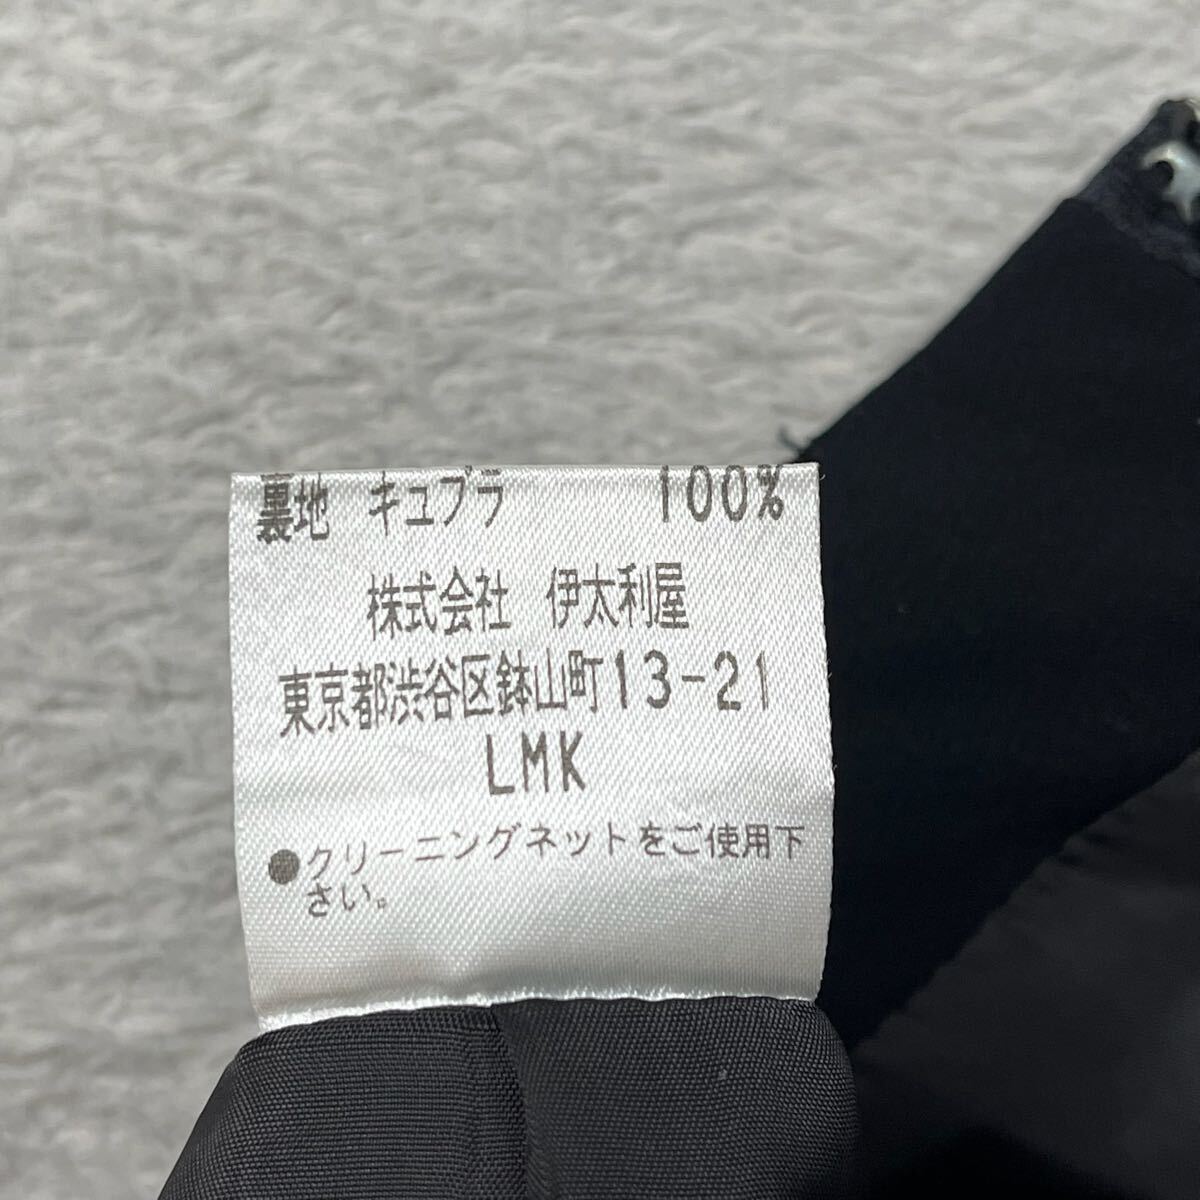 裏地 キュプラ 100%
株式会社 伊太利屋
東京都渋谷区鉢山町13-21
LMK
●クリーニングネットをご使用下
さい。